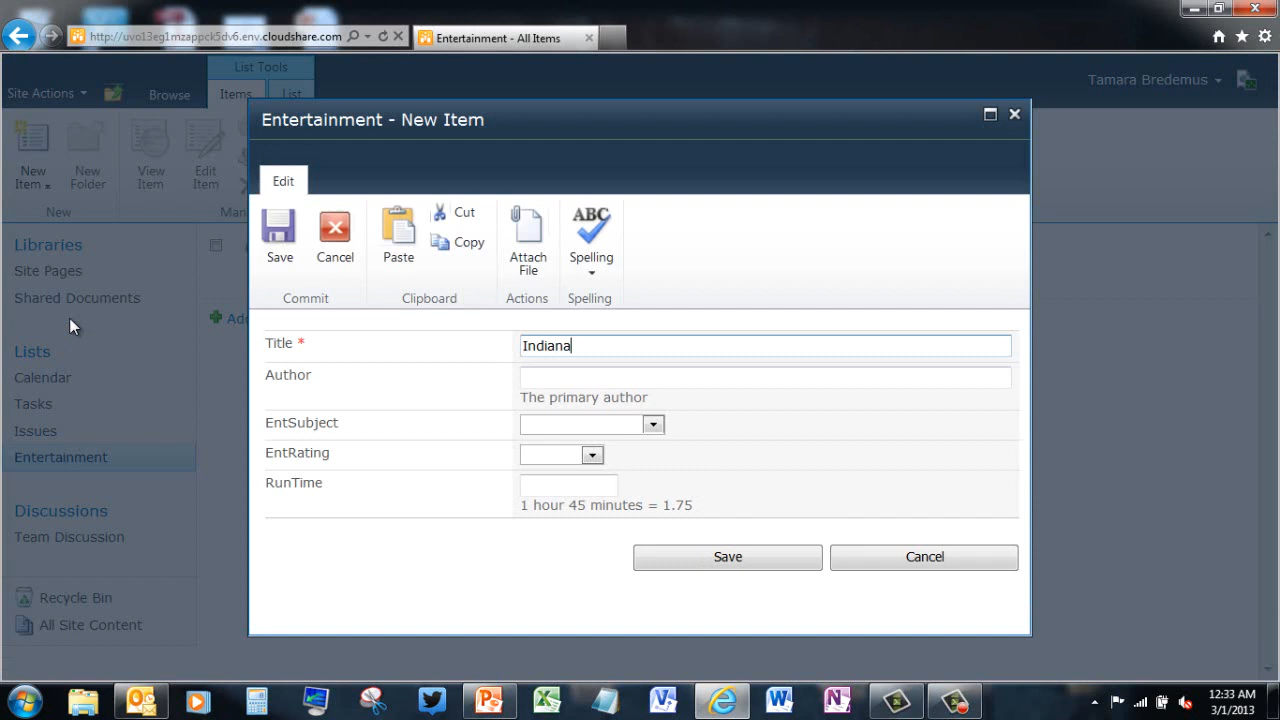 http://uvo13eg1mzappck5dv6.env.cloudshare.com
Entertainment - All Items
List Tools
Site Actions
Browse
Items
List
Tamara Bredemus
New Item
New Folder
View Item
Edit Item
New
Man
Libraries
Site Pages
Shared Documents
Lists
Calendar
Tasks
Issues
Entertainment
Discussions
Team Discussion
Recycle Bin
All Site Content
Add
Entertainment - New Item
Edit
Save
Cancel
Paste
Cut
Copy
Attach File
ABC
Spelling
Commit
Clipboard
Actions
Spelling
Title *
Indiana
Author
The primary author
EntSubject
EntRating
RunTime
1 hour 45 minutes = 1.75
Save
Cancel
12:33 AM
3/1/2013